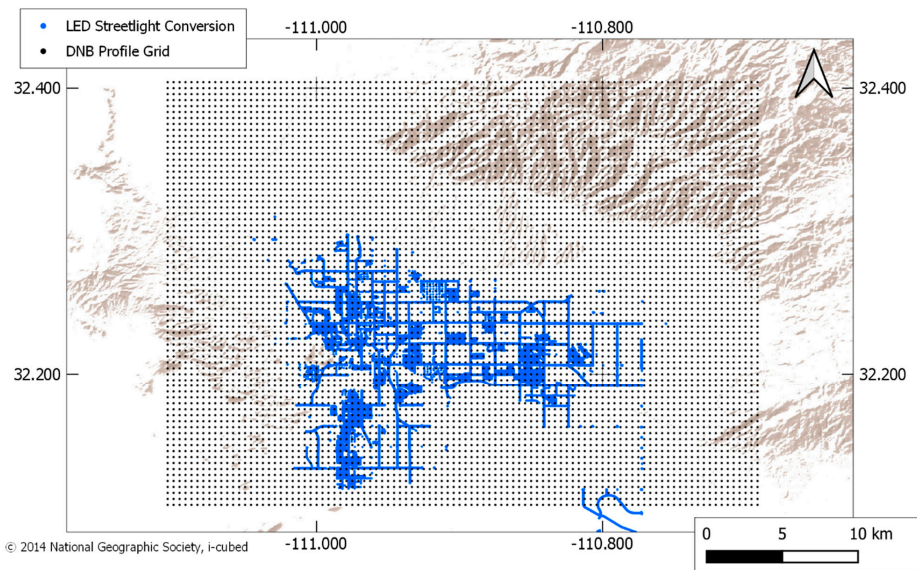 LED Streetlight Conversion
DNB Profile Grid
-111.000
-110.800
32.400
32.400
32.200
32.200
© 2014 National Geographic Society, i-cubed
-111.000
-110.800
0 5 10 km